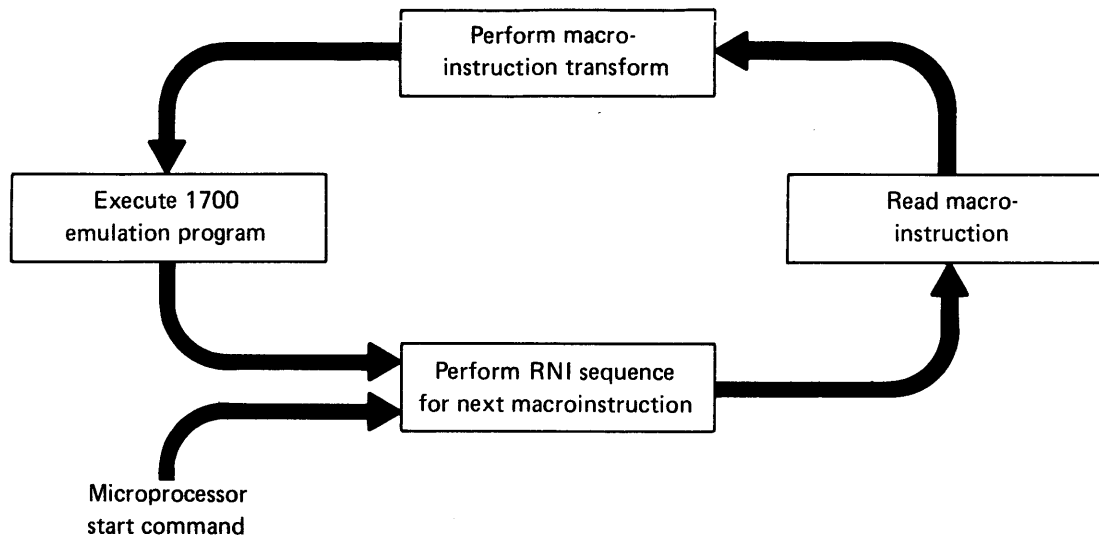 Perform macro-
instruction transform
Execute 1700
emulation program
Read macro-
instruction
Perform RNI sequence
for next macroinstruction
Microprocessor
start command